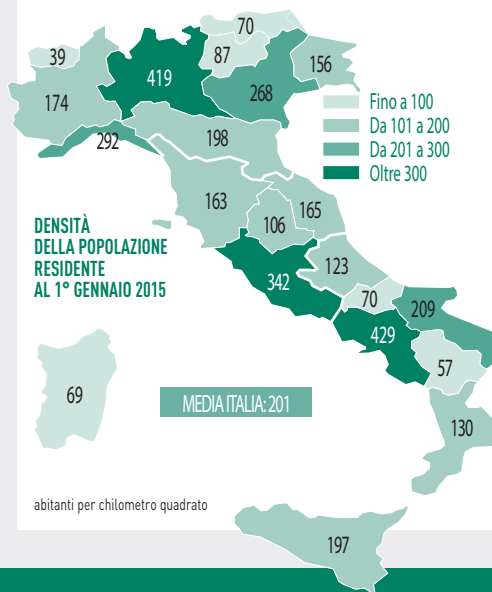 70
39
87
156
419
268
174
Fino a 100
Da 101 a 200
Da 201 a 300
Oltre 300
292
198
163
165
106
DENSITÀ
DELLA POPOLAZIONE
RESIDENTE
AL 1° GENNAIO 2015
123
342
70
209
429
57
69
MEDIA ITALIA: 201
130
abitanti per chilometro quadrato
197